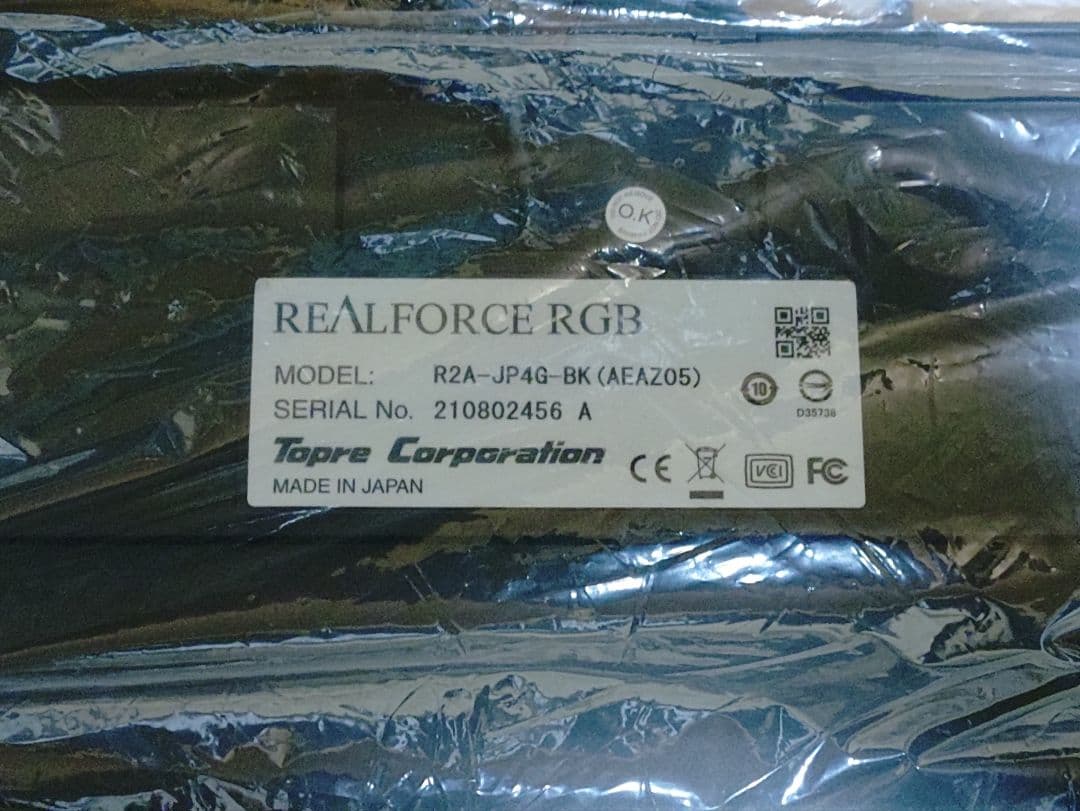 O.K
REALFORCE RGB
MODEL: R2A-JP4G-BK(AEAZ05)
10
D35738
SERIAL No. 210802456 A
Topre Corporation
CE
VCI
FC
MADE IN JAPAN